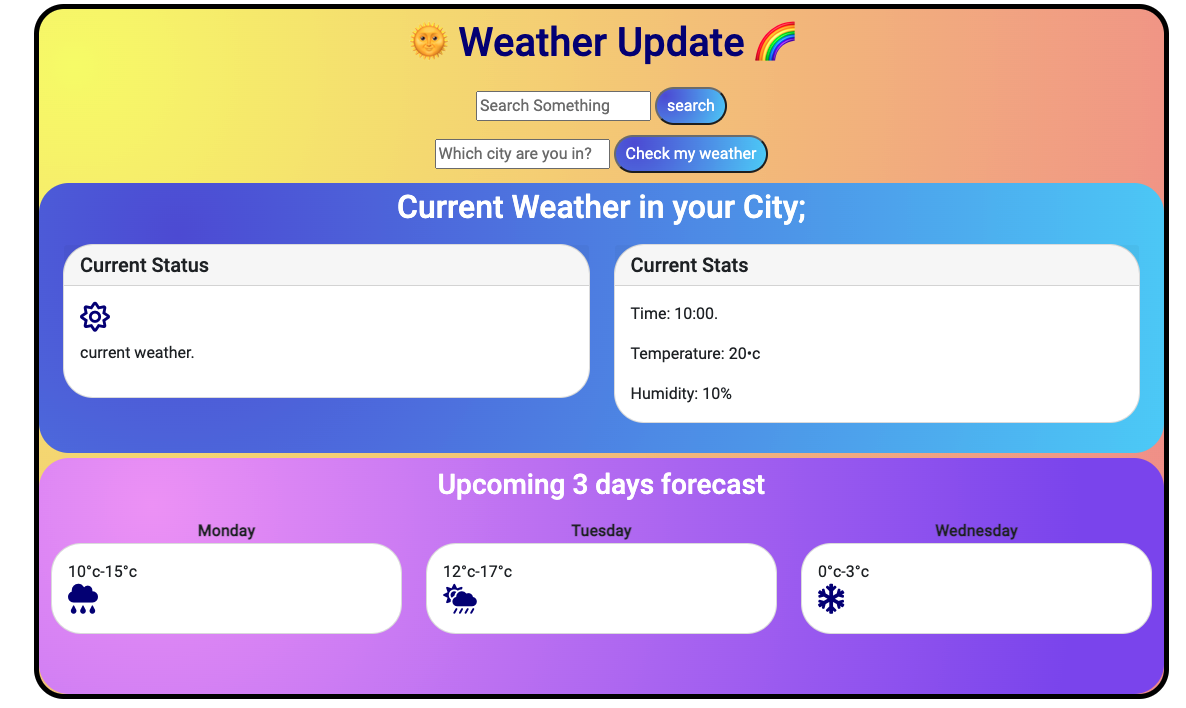 🌞 Weather Update 🌈
Search Something search
Which city are you in? Check my weather
Current Weather in your City;
Current Status
current weather.
Current Stats
Time: 10:00.
Temperature: 20•c
Humidity: 10%
Upcoming 3 days forecast
Monday
10°c-15°c
Tuesday
12°c-17°c
Wednesday
0°c-3°c